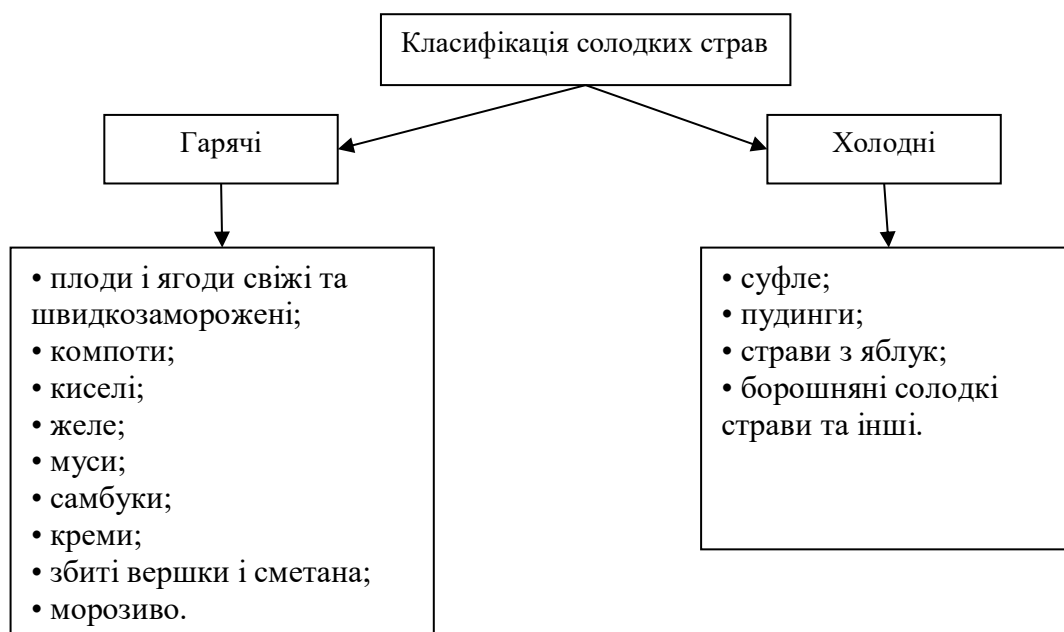 Класифікація солодких страв
Гарячі
Холодні
• плоди і ягоди свіжі та
швидкозаморожені;
• компоти;
• киселі;
• желе;
• муси;
• самбуки;
• креми;
• збиті вершки і сметана;
• морозиво.
• суфле;
• пудинги;
• страви з яблук;
• борошняні солодкі
страви та інші.